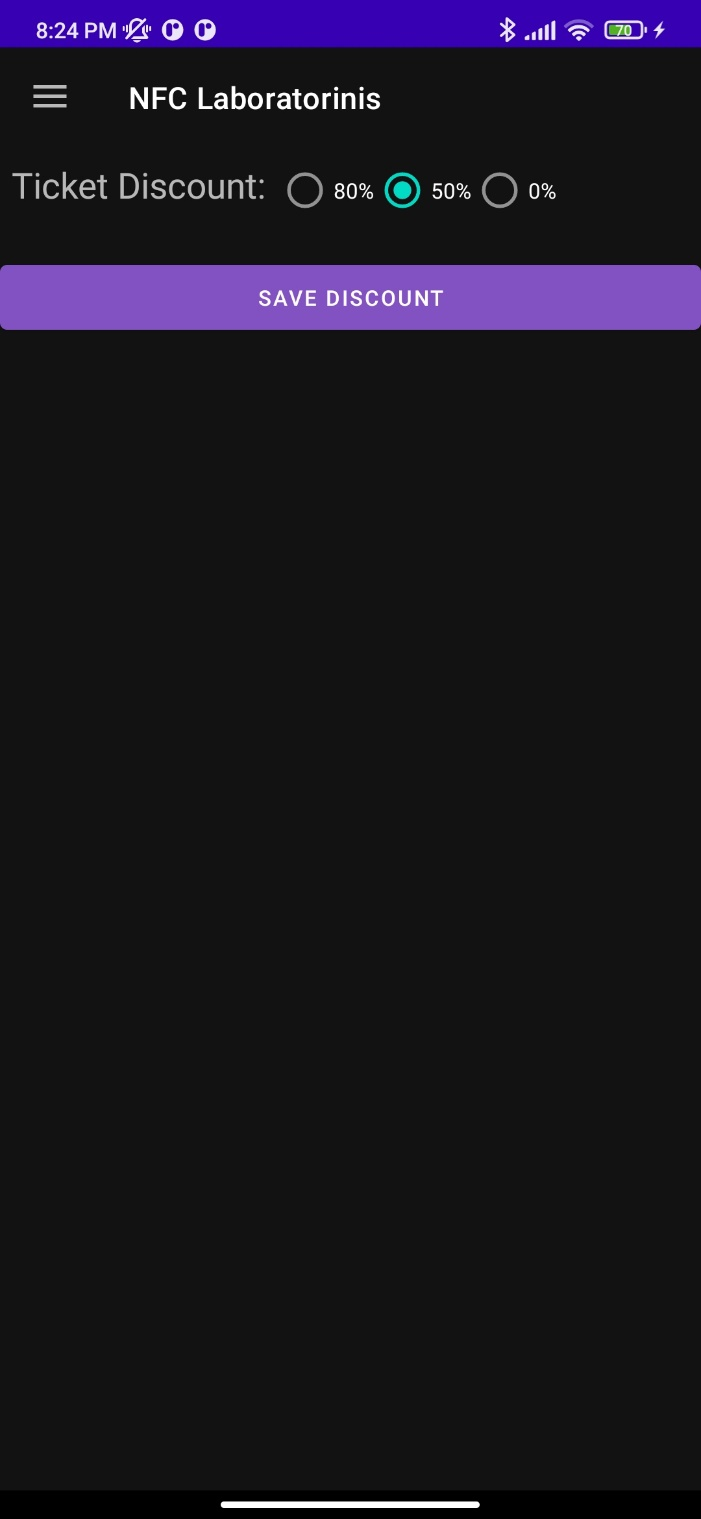 8:24 PM 70
NFC Laboratorinis
Ticket Discount: 80% 50% 0%
SAVE DISCOUNT